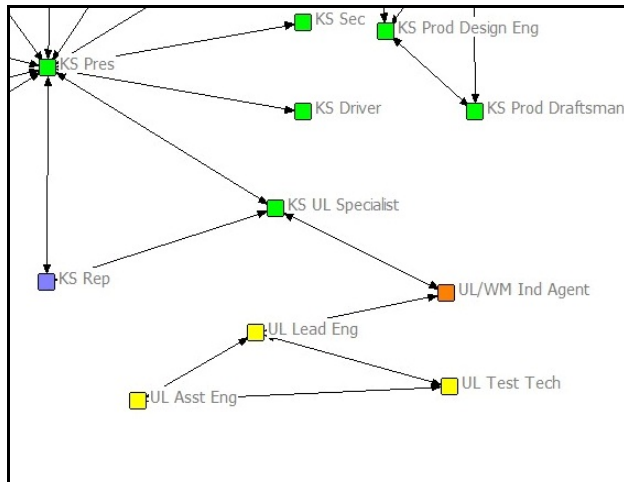 KS Sec
KS Prod Design Eng
KS Pres
KS Driver
KS Prod Draftsman
KS UL Specialist
KS Rep
UL/WM Ind Agent
UL Lead Eng
UL Test Tech
UL Asst Eng